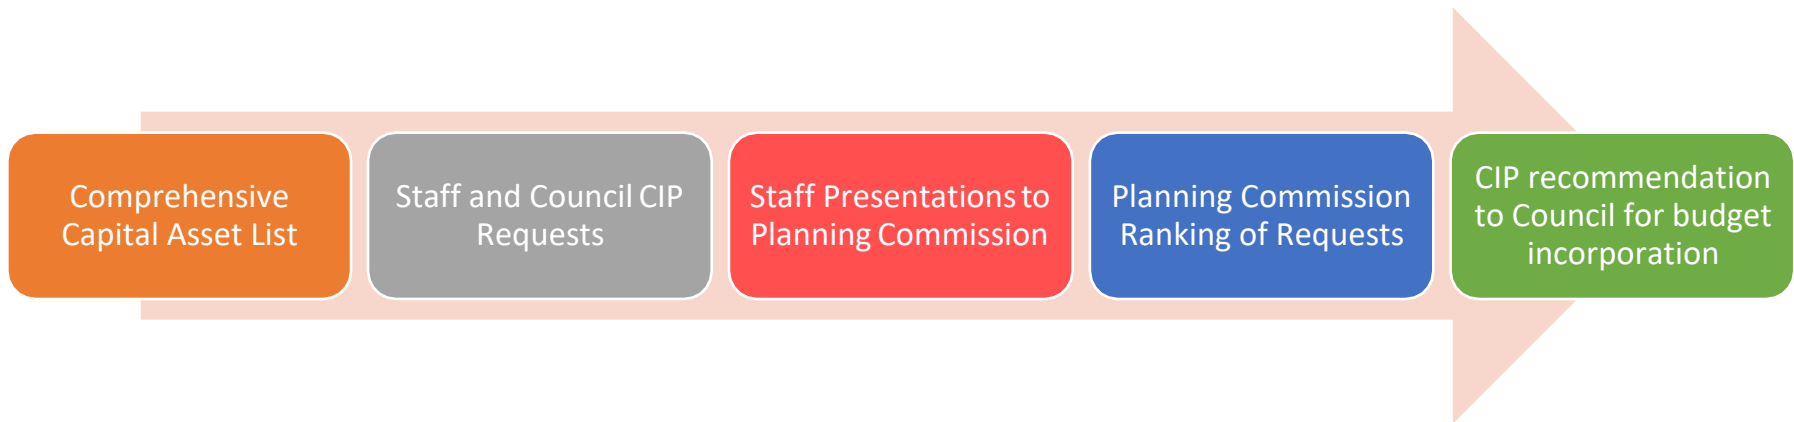 Comprehensive
Capital Asset List
Staff and Council CIP
Requests
Staff Presentations to
Planning Commission
Planning Commission
Ranking of Requests
CIP recommendation
to Council for budget
incorporation